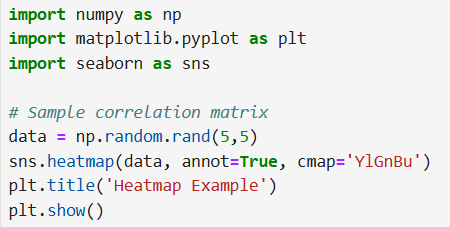 import numpy as np
import matplotlib.pyplot as plt
import seaborn as sns
# Sample correlation matrix
data = np.random.rand(5,5)
sns.heatmap(data, annot=True, cmap='YlGnBu')
plt.title('Heatmap Example')
plt.show()